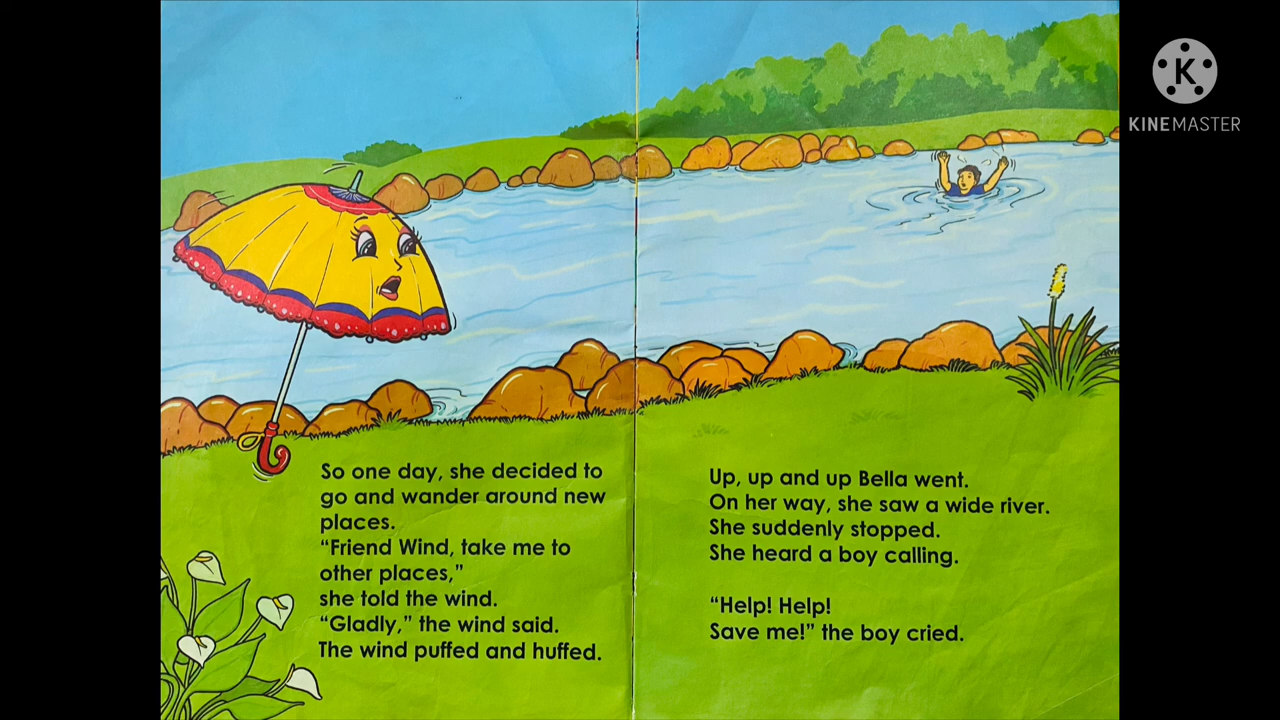 So one day, she decided to
go and wander around new
places.
“Friend Wind, take me to
other places,”
she told the wind.
“Gladly,” the wind said.
The wind puffed and huffed.
Up, up and up Bella went.
On her way, she saw a wide river.
She suddenly stopped.
She heard a boy calling.
“Help! Help!
Save me!” the boy cried.
K
KINEMASTER